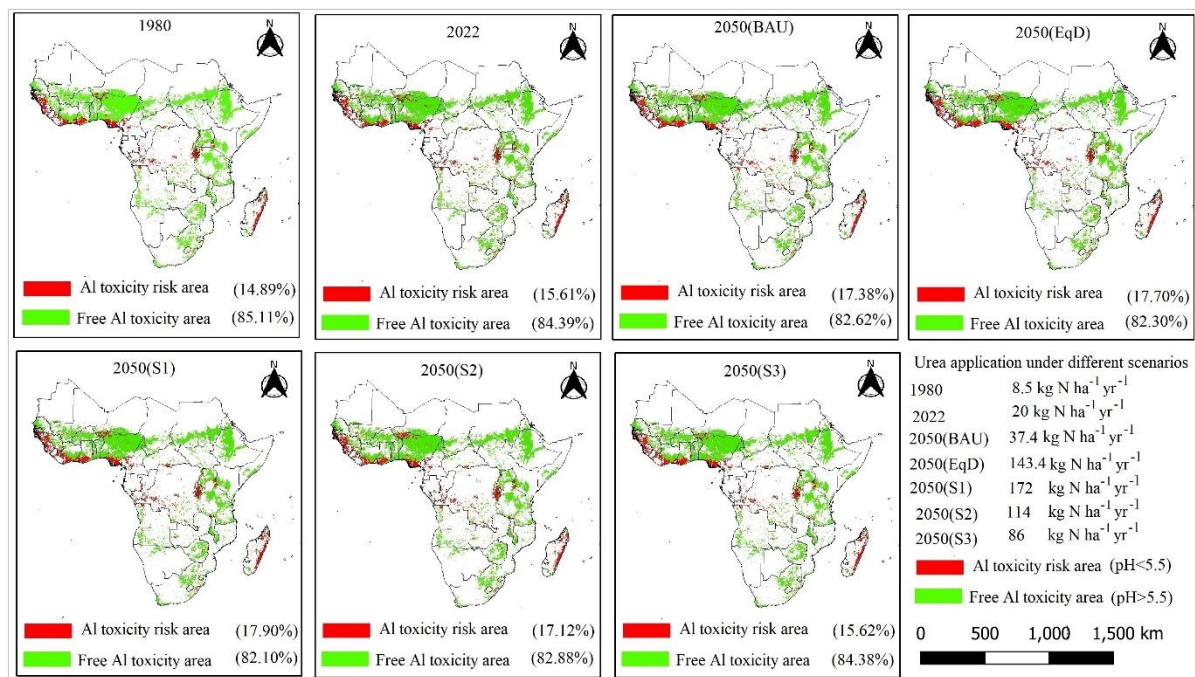 1980
N
Al toxicity risk area (14.89%)
Free Al toxicity area (85.11%)
2022
N
Al toxicity risk area (15.61%)
Free Al toxicity area (84.39%)
2050(BAU)
N
Al toxicity risk area (17.38%)
Free Al toxicity area (82.62%)
2050(EqD)
N
Al toxicity risk area (17.70%)
Free Al toxicity area (82.30%)
2050(S1)
N
Al toxicity risk area (17.90%)
Free Al toxicity area (82.10%)
2050(S2)
N
Al toxicity risk area (17.12%)
Free Al toxicity area (82.88%)
2050(S3)
N
Al toxicity risk area (15.62%)
Free Al toxicity area (84.38%)
Urea application under different scenarios
1980 8.5 kg N ha⁻¹ yr⁻¹
2022 20 kg N ha⁻¹ yr⁻¹
2050(BAU) 37.4 kg N ha⁻¹ yr⁻¹
2050(EqD) 143.4 kg N ha⁻¹ yr⁻¹
2050(S1) 172 kg N ha⁻¹ yr⁻¹
2050(S2) 114 kg N ha⁻¹ yr⁻¹
2050(S3) 86 kg N ha⁻¹ yr⁻¹
Al toxicity risk area (pH<5.5)
Free Al toxicity area (pH>5.5)
0 500 1,000 1,500 km